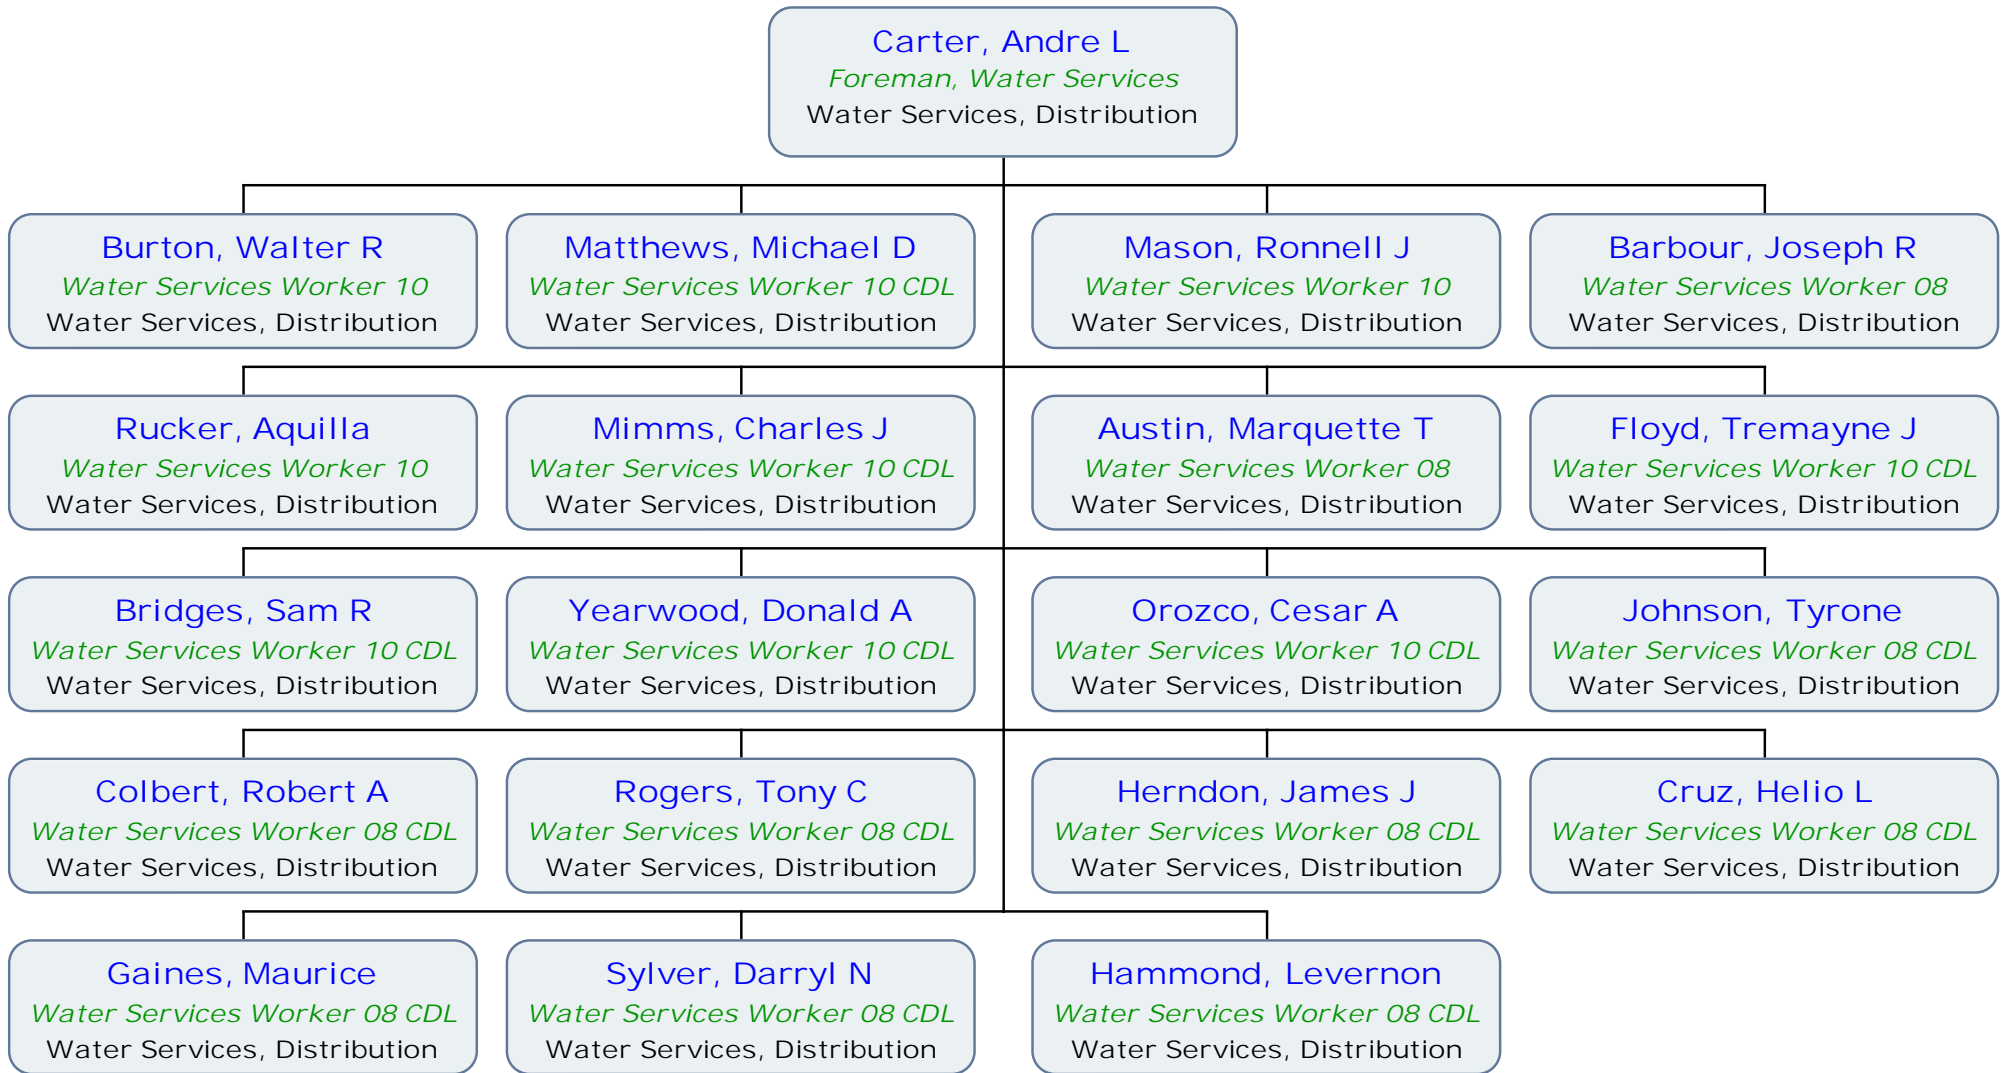 Carter, Andre L
Foreman, Water Services
Water Services, Distribution
Burton, Walter R
Water Services Worker 10
Water Services, Distribution
Matthews, Michael D
Water Services Worker 10 CDL
Water Services, Distribution
Mason, Ronnell J
Water Services Worker 10
Water Services, Distribution
Barbour, Joseph R
Water Services Worker 08
Water Services, Distribution
Rucker, Aquilla
Water Services Worker 10
Water Services, Distribution
Mimms, Charles J
Water Services Worker 10 CDL
Water Services, Distribution
Austin, Marquette T
Water Services Worker 08
Water Services, Distribution
Floyd, Tremayne J
Water Services Worker 10 CDL
Water Services, Distribution
Bridges, Sam R
Water Services Worker 10 CDL
Water Services, Distribution
Yearwood, Donald A
Water Services Worker 10 CDL
Water Services, Distribution
Orozco, Cesar A
Water Services Worker 10 CDL
Water Services, Distribution
Johnson, Tyrone
Water Services Worker 08 CDL
Water Services, Distribution
Colbert, Robert A
Water Services Worker 08 CDL
Water Services, Distribution
Rogers, Tony C
Water Services Worker 08 CDL
Water Services, Distribution
Herndon, James J
Water Services Worker 08 CDL
Water Services, Distribution
Cruz, Helio L
Water Services Worker 08 CDL
Water Services, Distribution
Gaines, Maurice
Water Services Worker 08 CDL
Water Services, Distribution
Sylver, Darryl N
Water Services Worker 08 CDL
Water Services, Distribution
Hammond, Levernon
Water Services Worker 08 CDL
Water Services, Distribution